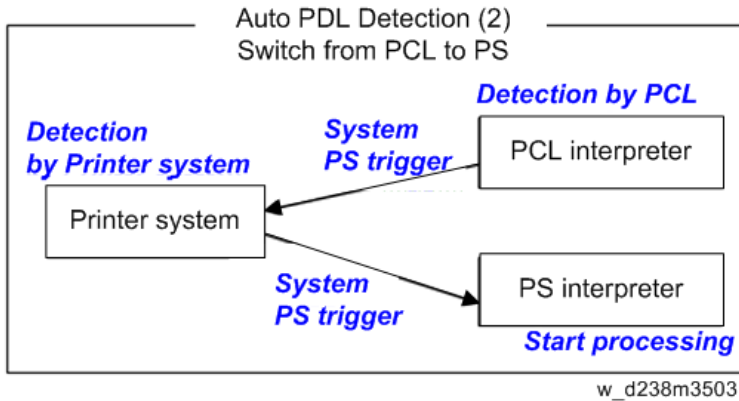 Auto PDL Detection (2)
Switch from PCL to PS
Detection by PCL
Detection
by Printer system
System
PS trigger
PCL interpreter
Printer system
System
PS trigger
PS interpreter
Start processing
w_d238m3503